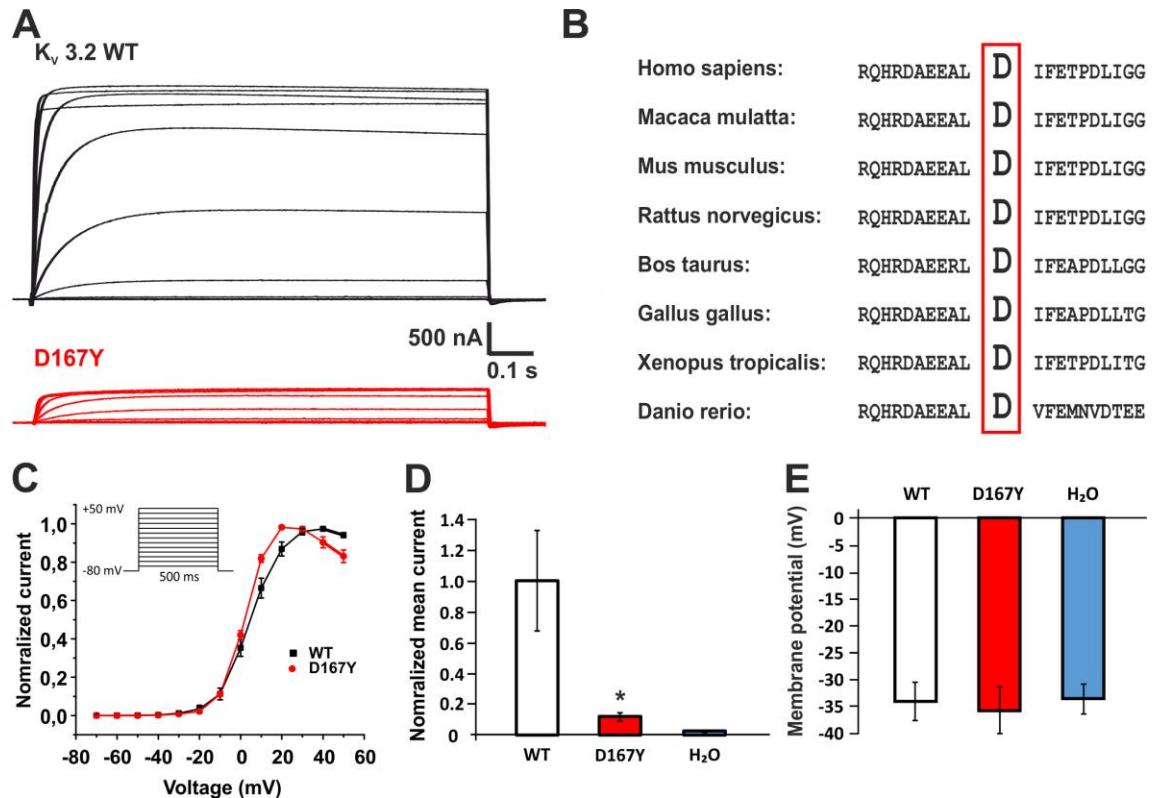 A
Kv 3.2 WT
500 nA
0.1 s
D167Y
B
Homo sapiens: RQHRDAEEAL D IFETPDLIGG
Macaca mulatta: RQHRDAEEAL D IFETPDLIGG
Mus musculus: RQHRDAEEAL D IFETPDLIGG
Rattus norvegicus: RQHRDAEEAL D IFETPDLIGG
Bos taurus: RQHRDAEERL D IFEAPDLLGG
Gallus gallus: RQHRDAEEAL D IFEAPDLLTG
Xenopus tropicalis: RQHRDAEEAL D IFETPDLITG
Danio rerio: RQHRDAEEAL D VFEMNVDTEE
C
Nomralized current
1,0
0,8
0,6
0,4
0,2
0,0
+50 mV
-80 mV
500 ms
WT
D167Y
-80 -60 -40 -20 0 20 40 60 80
Voltage (mV)
D
Nomralized mean current
1.4
1.2
1.0
0.8
0.6
0.4
0.2
0
*
WT D167Y H₂O
E
WT D167Y H₂O
Membrane potential (mV)
0
-5
-10
-15
-20
-25
-30
-35
-40